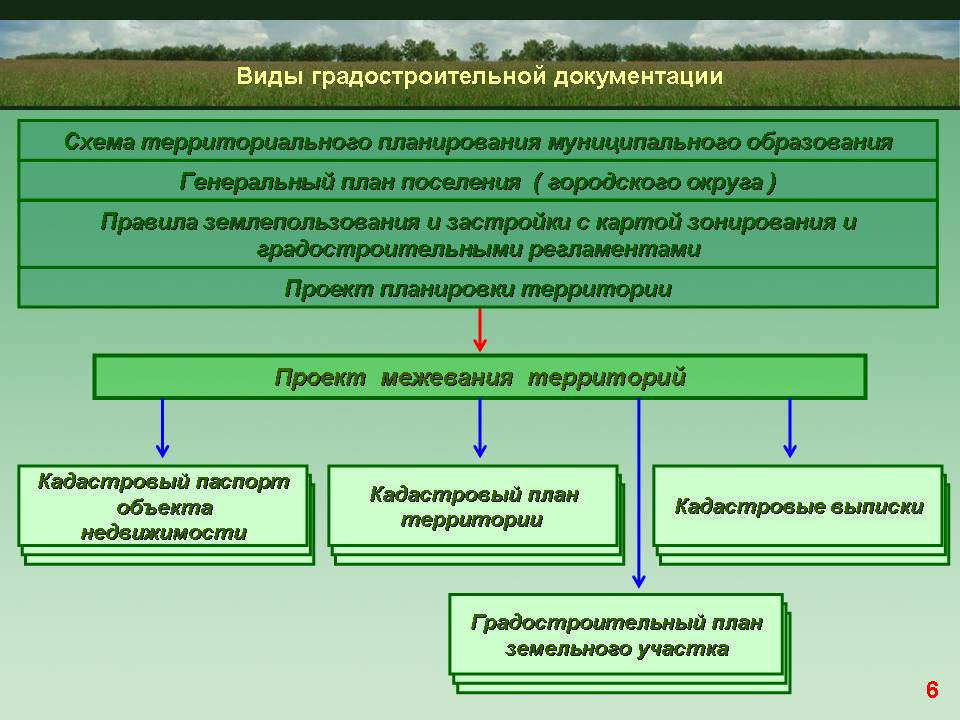 Виды градостроительной документации
Схема территориального планирования муниципального образования
Генеральный план поселения ( городского округа )
Правила землепользования и застройки с картой зонирования и
градостроительными регламентами
Проект планировки территории
Проект межевания территорий
Кадастровый паспорт
объекта
недвижимости
Кадастровый план
территории
Кадастровые выписки
Градостроительный план
земельного участка
6